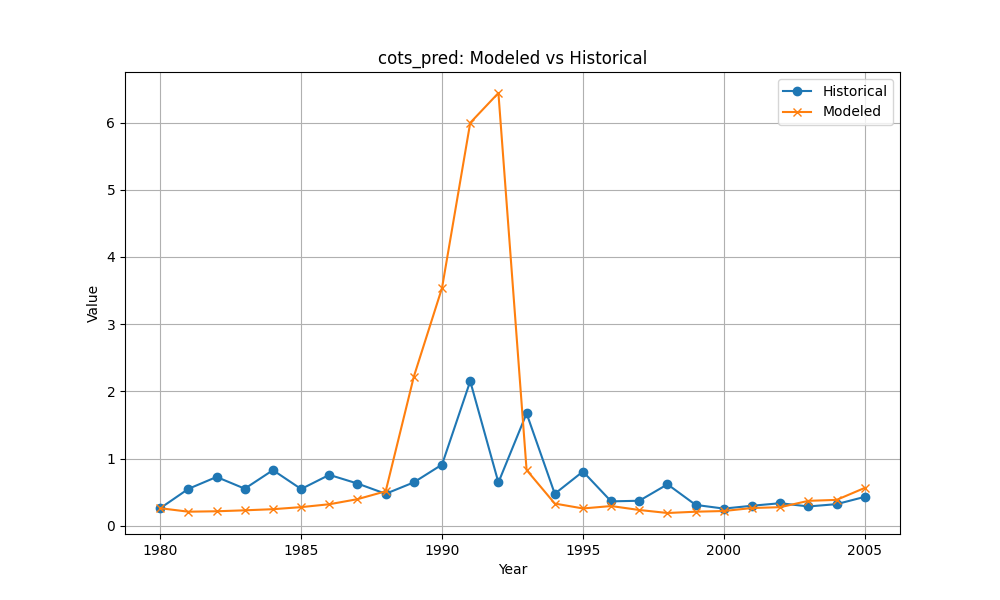 cots_pred: Modeled vs Historical
Historical
Modeled
Value
6
5
4
3
2
1
0
1980
1985
1990
1995
2000
2005
Year